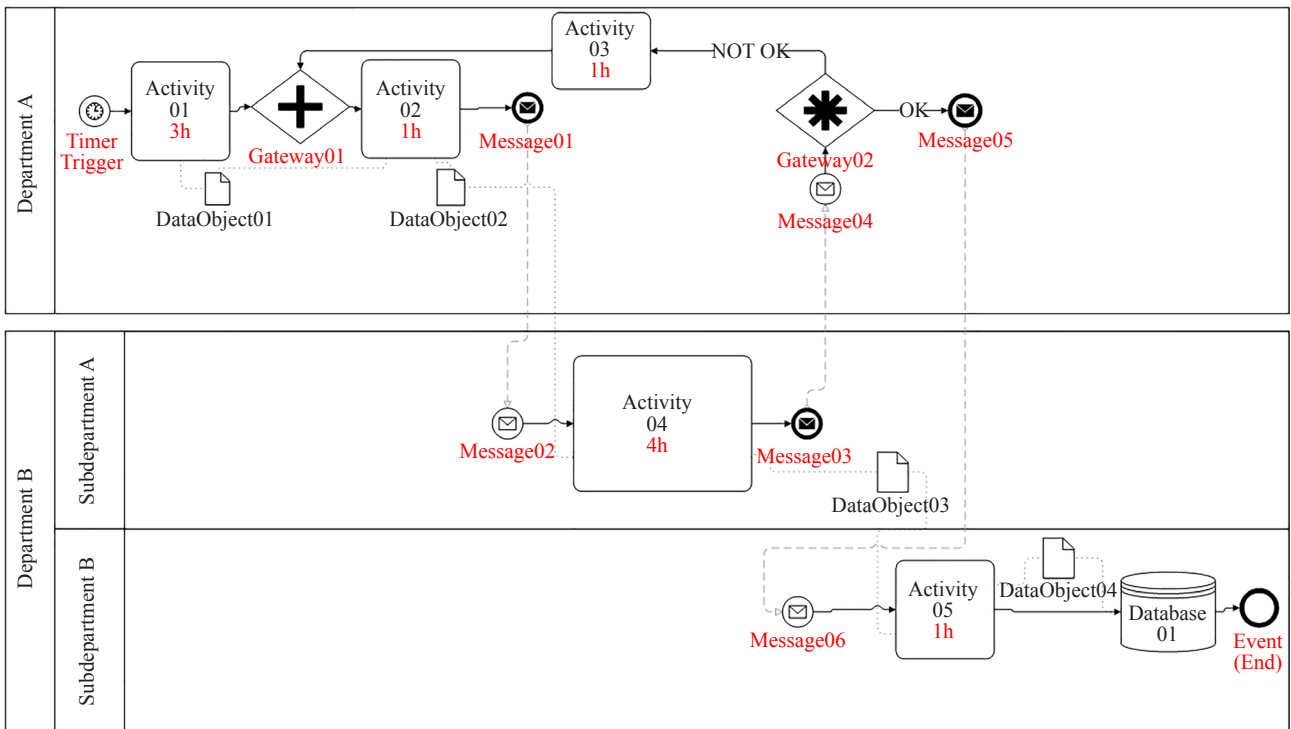 Department A
Timer
Trigger
Activity
01
3h
Gateway01
Activity
02
1h
Message01
Activity
03
1h
NOT OK
OK
Gateway02
Message05
Message04
DataObject01
DataObject02
Department B
Subdepartment A
Message02
Activity
04
4h
Message03
DataObject03
Subdepartment B
Message06
Activity
05
1h
DataObject04
Database
01
Event
(End)